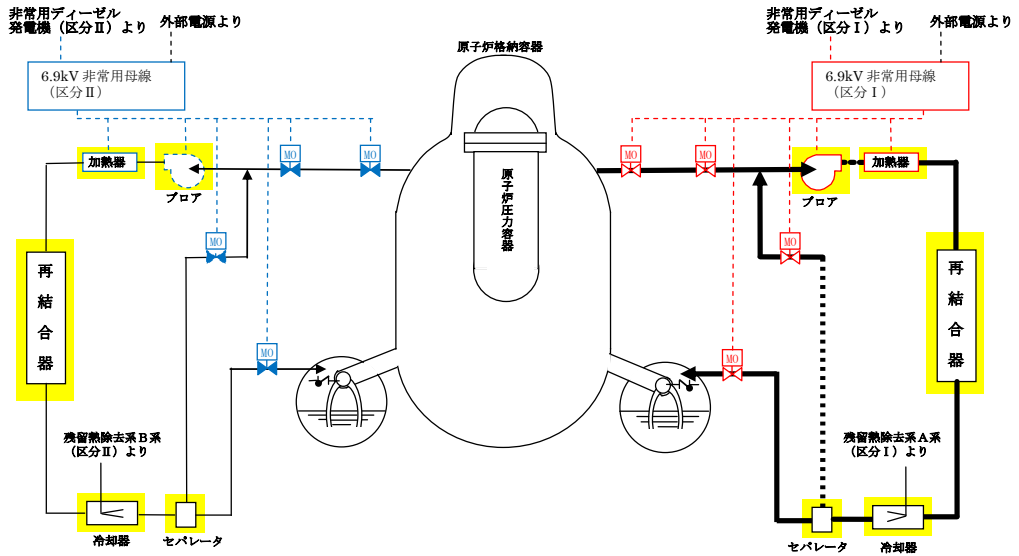 非常用ディーゼル
発電機（区分Ⅱ）より
外部電源より
6.9kV 非常用母線
（区分Ⅱ）
原子炉格納容器
非常用ディーゼル
発電機（区分Ⅰ）より
外部電源より
6.9kV 非常用母線
（区分Ⅰ）
加熱器
ブロア
MO
MO
原子炉圧力容器
MO
MO
ブロア
加熱器
MO
MO
再結合器
再結合器
MO
MO
残留熱除去系Ｂ系
（区分Ⅱ）より
残留熱除去系Ａ系
（区分Ⅰ）より
冷却器
セパレータ
セパレータ
冷却器